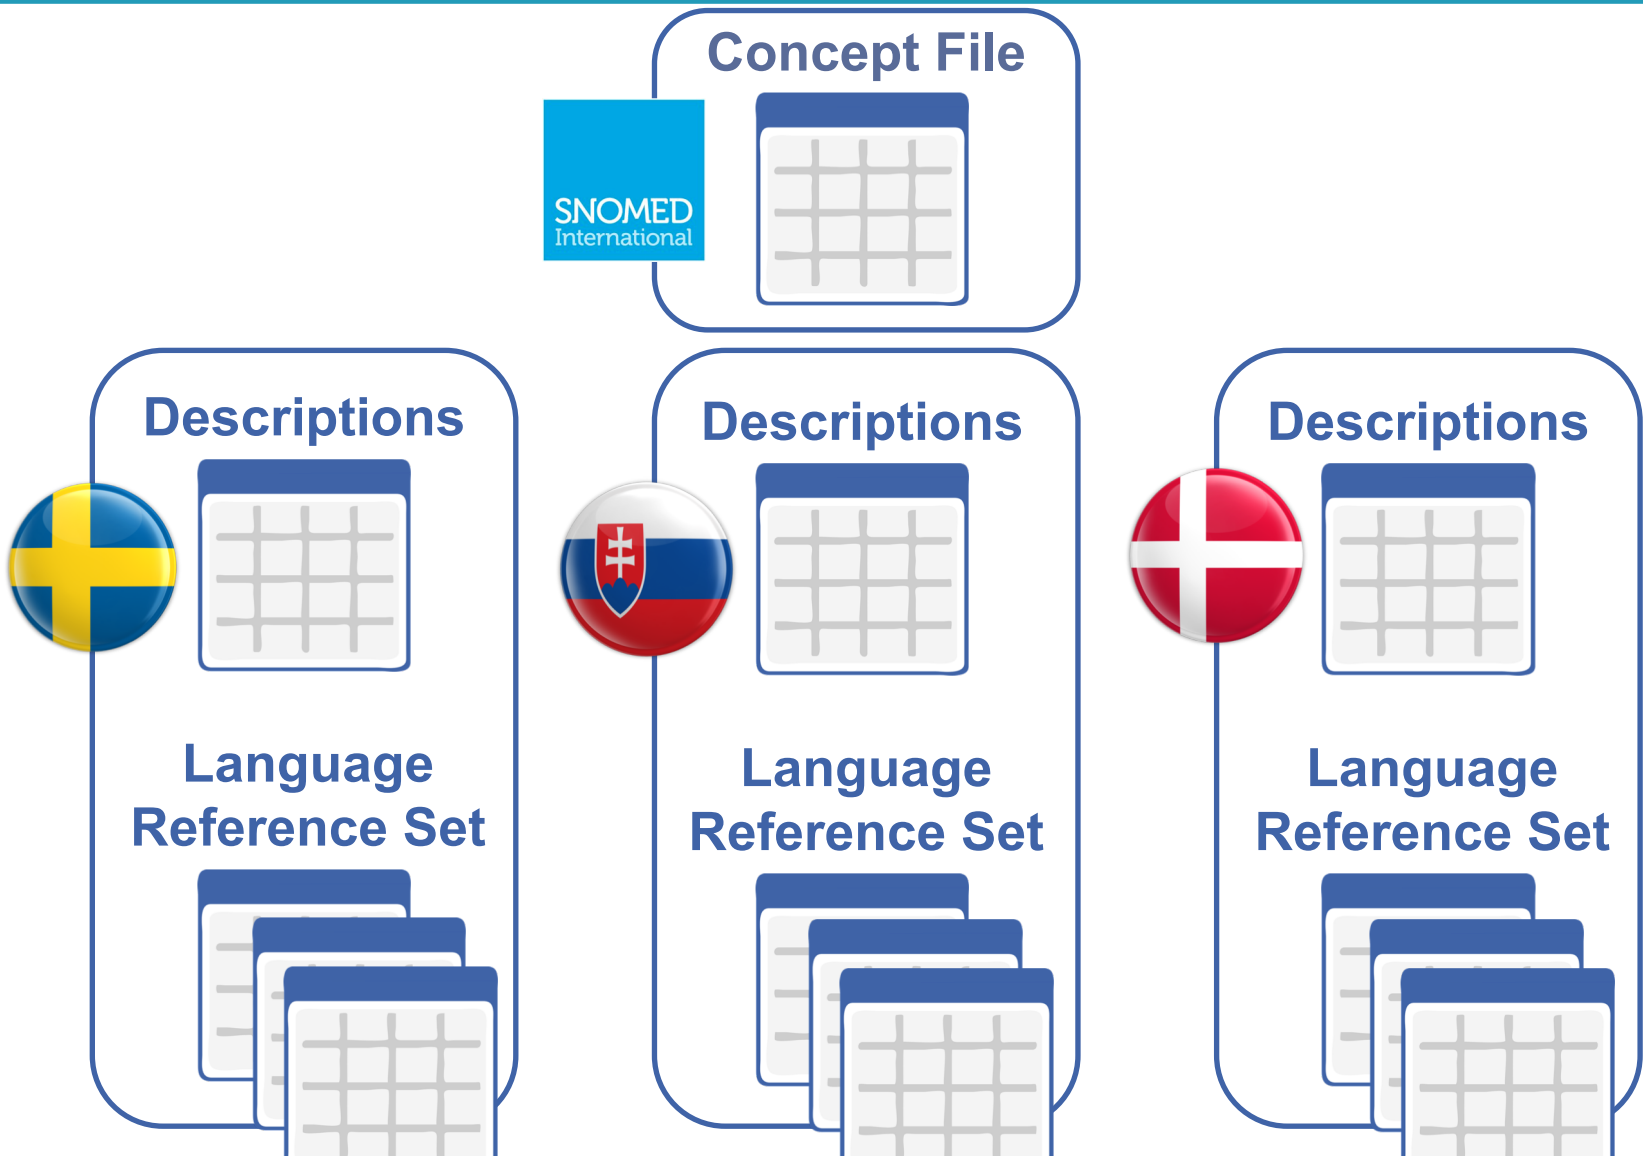 Concept File
SNOMED
International
Descriptions
Language
Reference Set
Descriptions
Language
Reference Set
Descriptions
Language
Reference Set